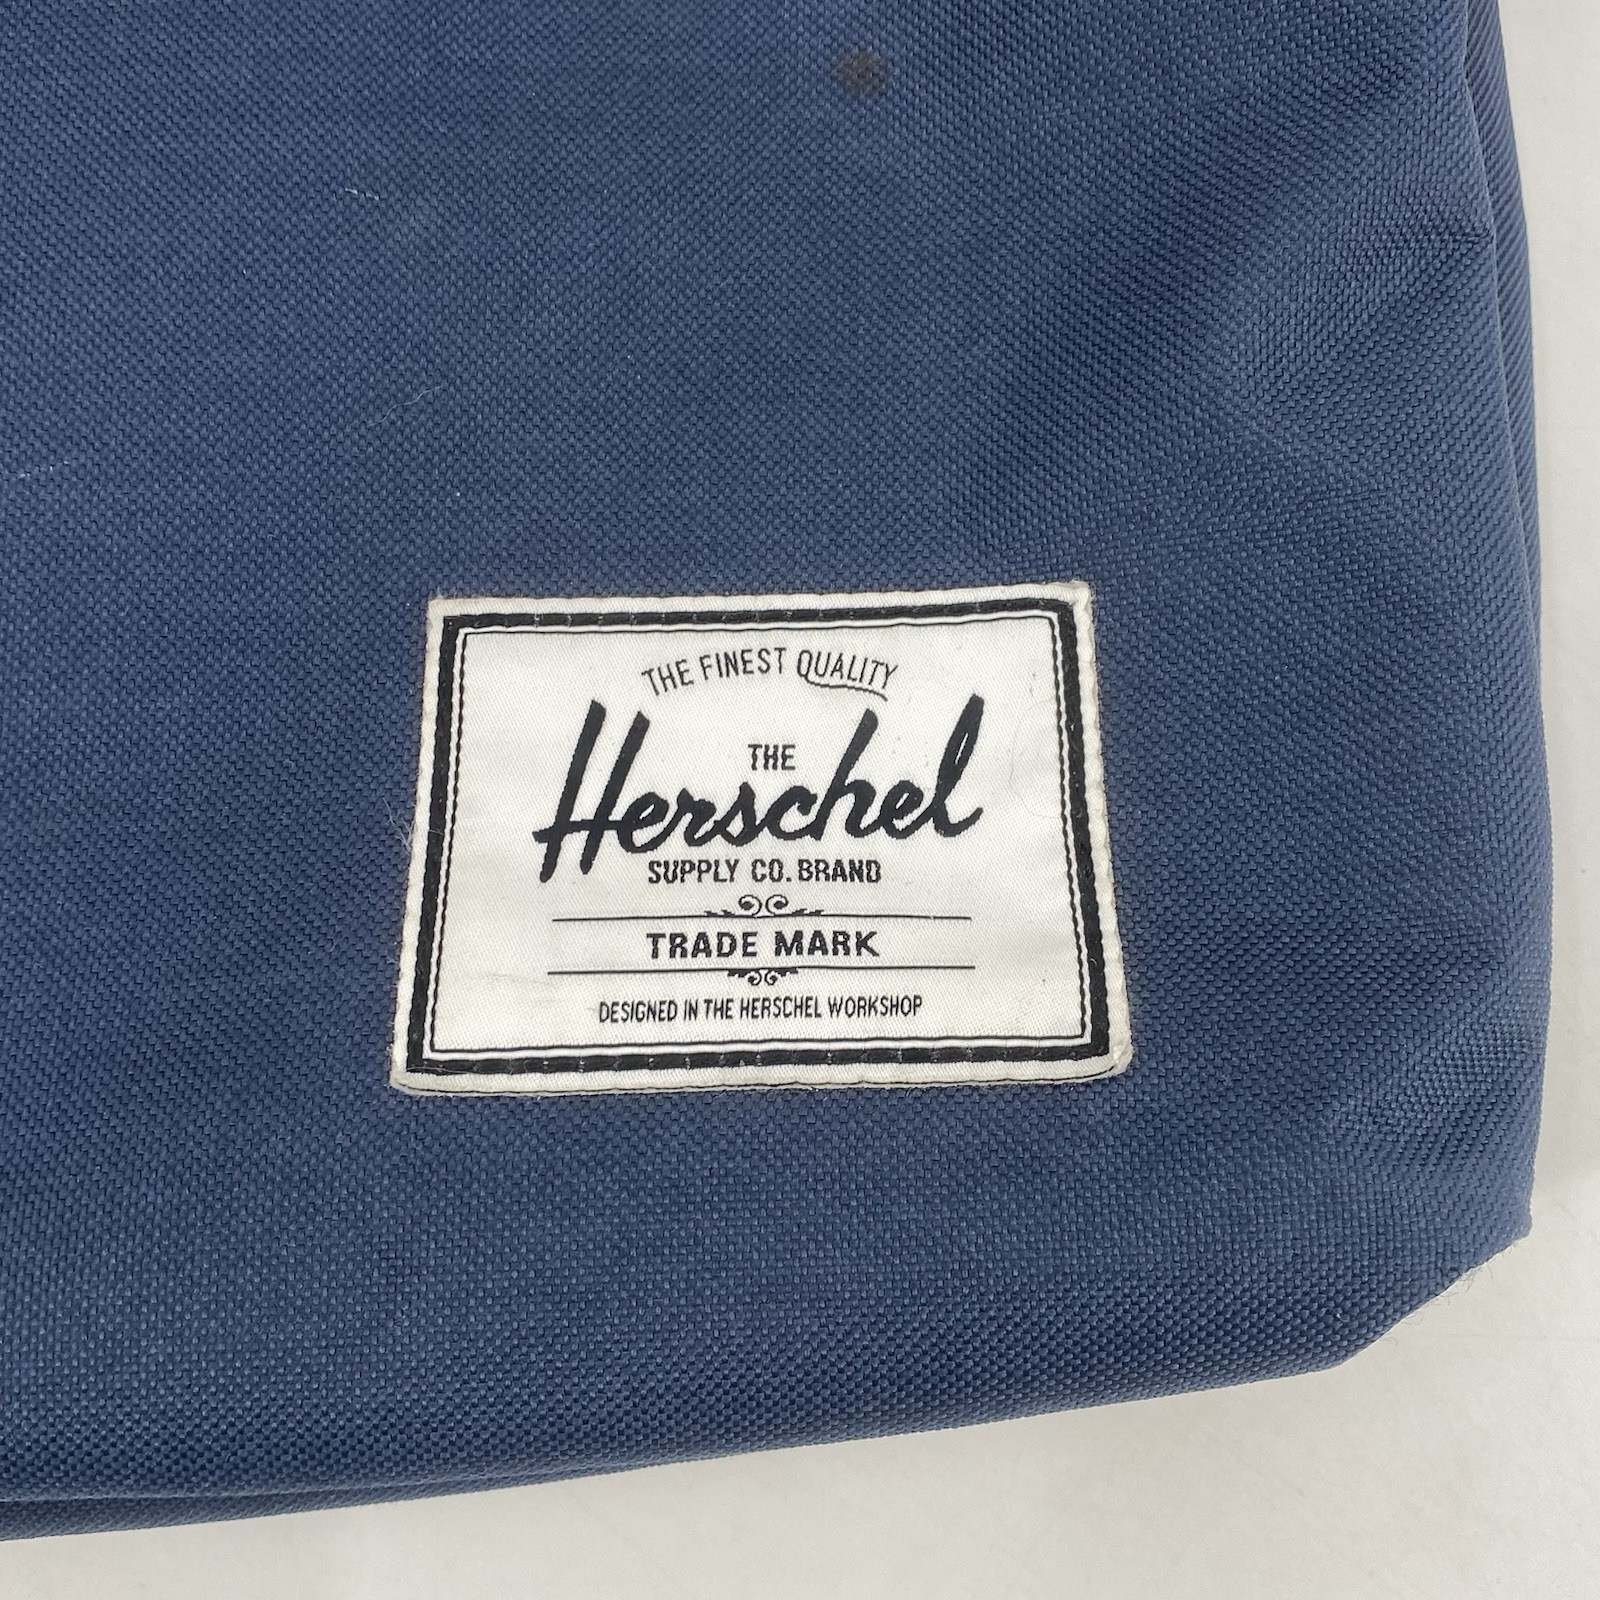 THE FINEST QUALITY
THE
Herschel
SUPPLY CO. BRAND
TRADE MARK
DESIGNED IN THE HERSCHEL WORKSHOP